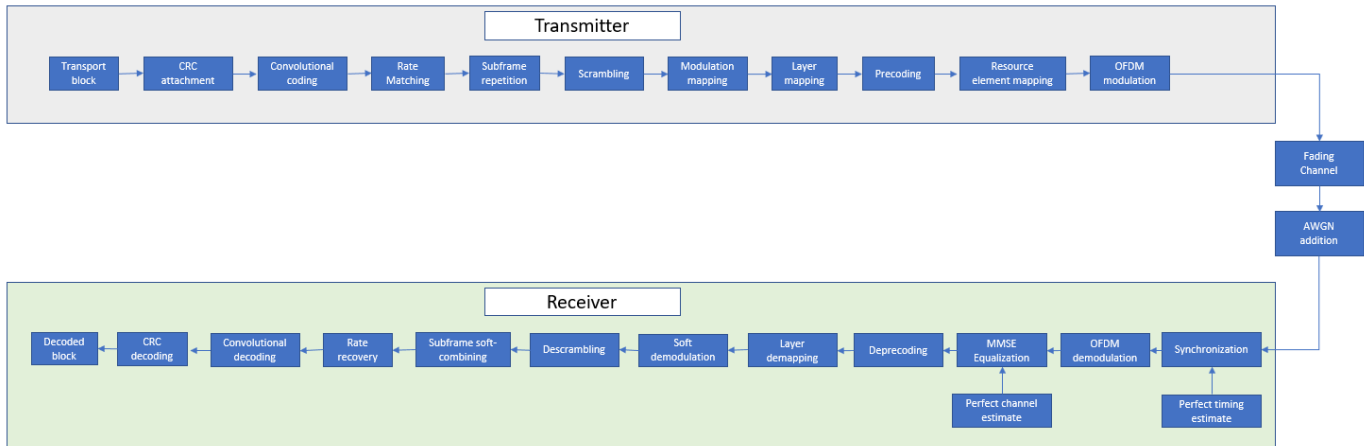 Transmitter
Transport
block
CRC
attachment
Convolutional
coding
Rate
Matching
Subframe
repetition
Scrambling
Modulation
mapping
Layer
mapping
Precoding
Resource
element mapping
OFDM
modulation
Fading
Channel
AWGN
addition
Receiver
Decoded
block
CRC
decoding
Convolutional
decoding
Rate
recovery
Subframe soft-
combining
Descrambling
Soft
demodulation
Layer
demapping
Deprecoding
MMSE
Equalization
OFDM
demodulation
Synchronization
Perfect channel
estimate
Perfect timing
estimate